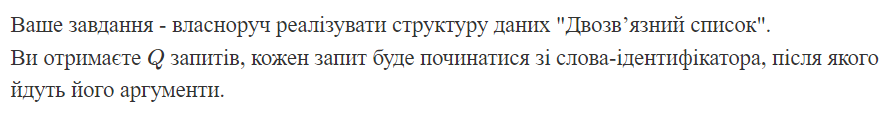 Ваше завдання - власноруч реалізувати структуру даних "Двозв’язний список".
Ви отримаєте Q запитів, кожен запит буде починатися зі слова-ідентифікатора, після якого
йдуть його аргументи.